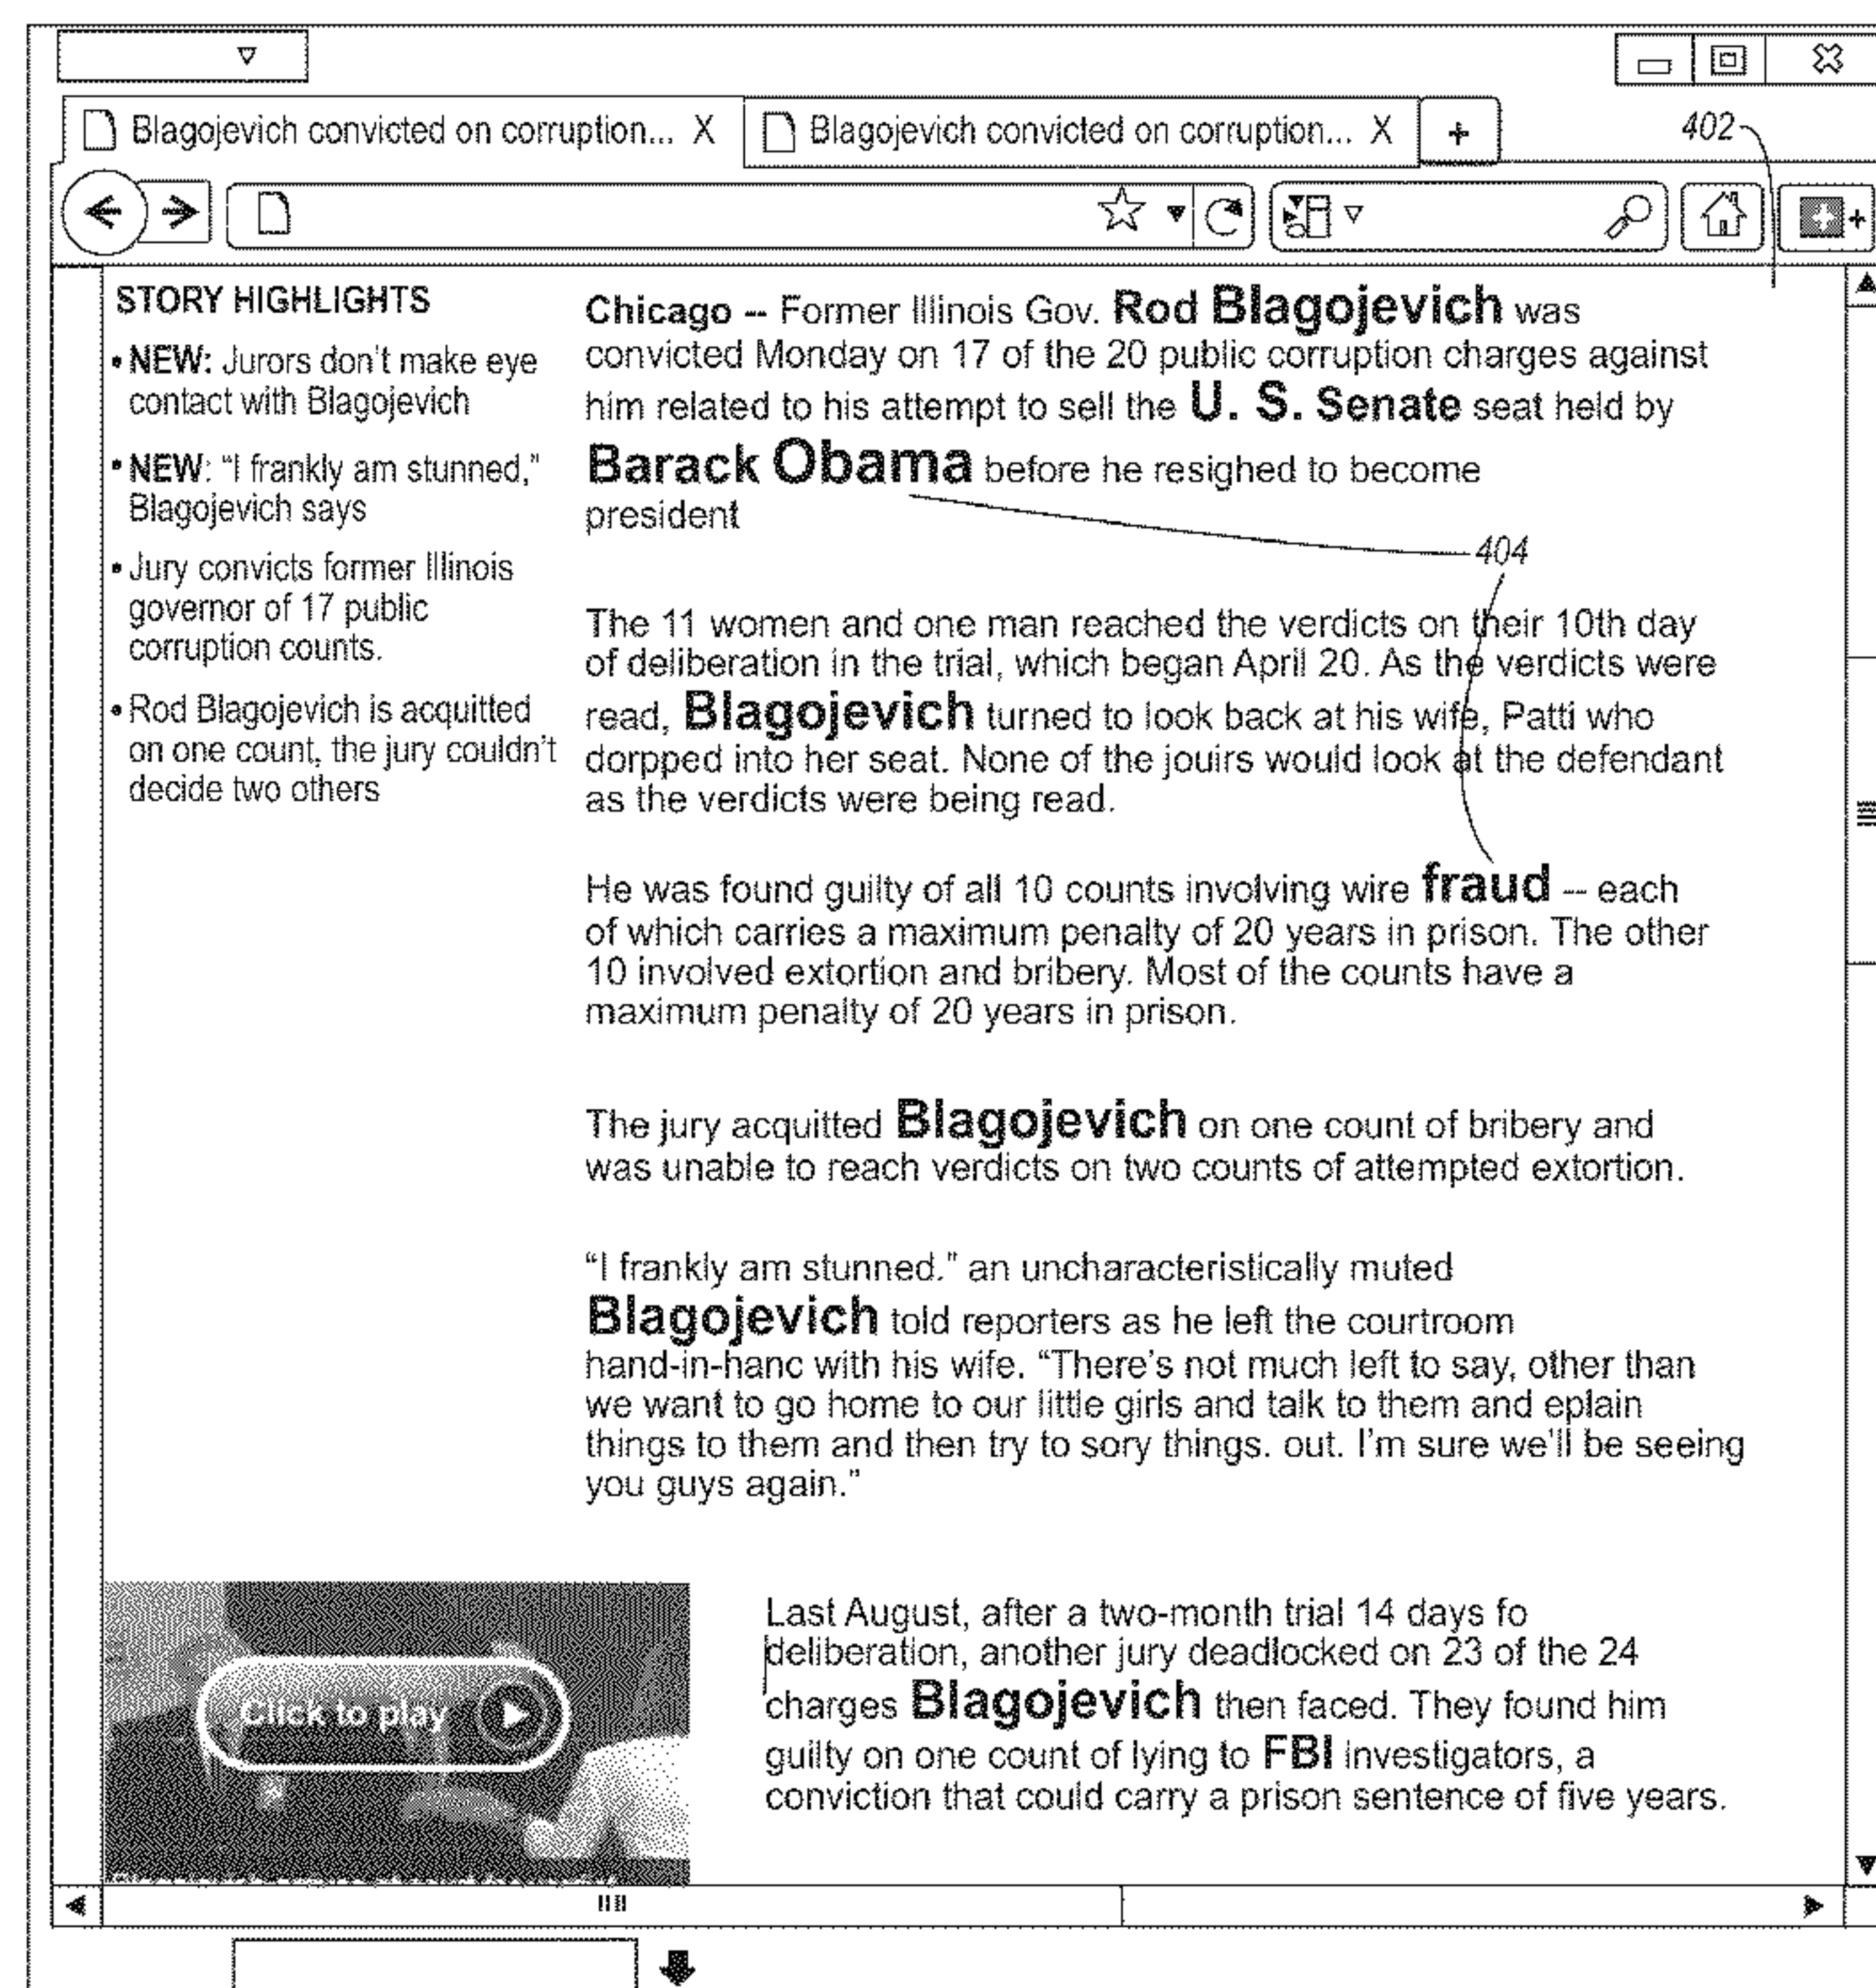 Blagojevich convicted on corruption... X
Blagojevich convicted on corruption... X
+
402
+
+
STORY HIGHLIGHTS
• NEW: Jurors don't make eye
contact with Blagojevich
• NEW: “I frankly am stunned,”
Blagojevich says
• Jury convicts former Illinois
governor of 17 public
corruption counts.
• Rod Blagojevich is acquitted
on one count, the jury couldn't
decide two others
Chicago -- Former Illinois Gov. Rod Blagojevich was
convicted Monday on 17 of the 20 public corruption charges against
him related to his attempt to sell the U. S. Senate seat held by
Barack Obama before he resighed to become
president
404
The 11 women and one man reached the verdicts on their 10th day
of deliberation in the trial, which began April 20. As the verdicts were
read, Blagojevich turned to look back at his wife, Patti who
dorpped into her seat. None of the jouirs would look at the defendant
as the verdicts were being read.
He was found guilty of all 10 counts involving wire fraud -- each
of which carries a maximum penalty of 20 years in prison. The other
10 involved extortion and bribery. Most of the counts have a
maximum penalty of 20 years in prison.
The jury acquitted Blagojevich on one count of bribery and
was unable to reach verdicts on two counts of attempted extortion.
“I frankly am stunned.” an uncharacteristically muted
Blagojevich told reporters as he left the courtroom
hand-in-hanc with his wife. “There's not much left to say, other than
we want to go home to our little girls and talk to them and eplain
things to them and then try to sory things. out. I'm sure we'll be seeing
you guys again.”
Click to play
Last August, after a two-month trial 14 days fo
deliberation, another jury deadlocked on 23 of the 24
charges Blagojevich then faced. They found him
guilty on one count of lying to FBI investigators, a
conviction that could carry a prison sentence of five years.